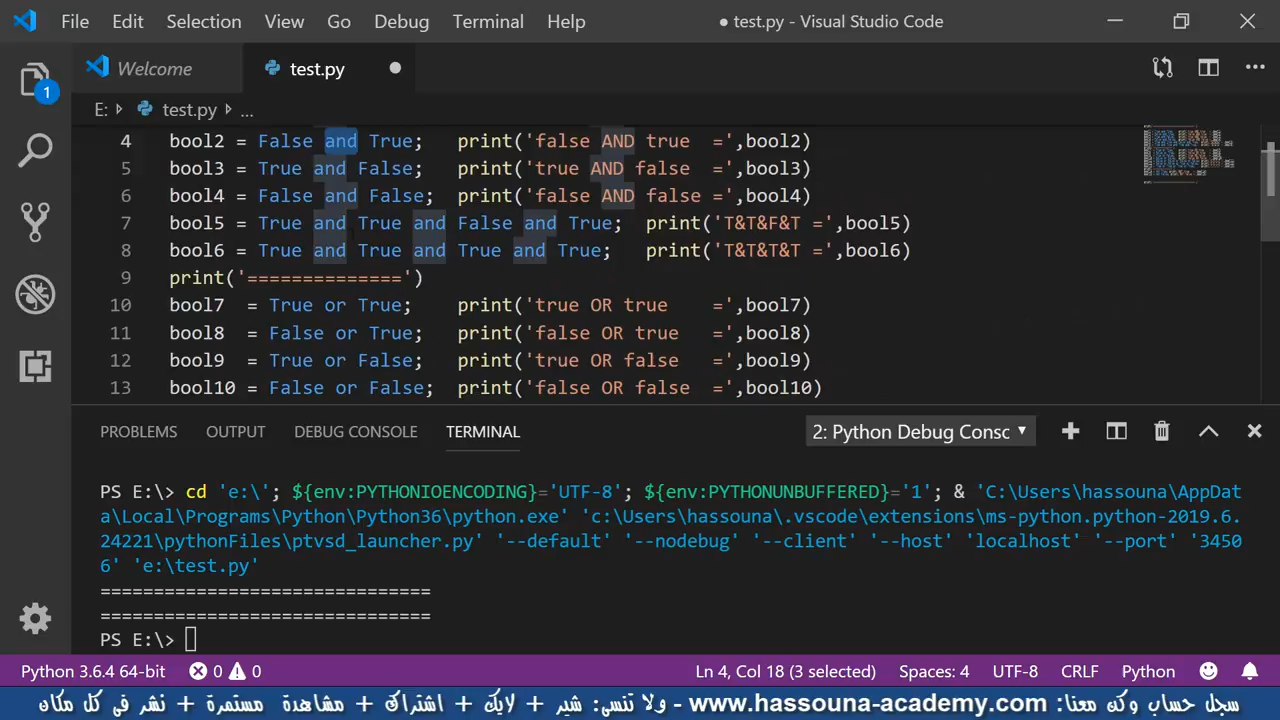 File Edit Selection View Go Debug Terminal Help ● test.py - Visual Studio Code
Welcome test.py
1
E: test.py ...
4 bool2 = False and True; print('false AND true =',bool2)
5 bool3 = True and False; print('true AND false =',bool3)
6 bool4 = False and False; print('false AND false =',bool4)
7 bool5 = True and True and False and True; print('T&T&F&T =',bool5)
8 bool6 = True and True and True and True; print('T&T&T&T =',bool6)
9 print('==============')
10 bool7 = True or True; print('true OR true =',bool7)
11 bool8 = False or True; print('false OR true =',bool8)
12 bool9 = True or False; print('true OR false =',bool9)
13 bool10 = False or False; print('false OR false =',bool10)
PROBLEMS OUTPUT DEBUG CONSOLE TERMINAL 2: Python Debug Consc
PS E:\> cd 'e:\'; ${env:PYTHONIOENCODING}='UTF-8'; ${env:PYTHONUNBUFFERED}='1'; & 'C:\Users\hassouna\AppDat
a\Local\Programs\Python\Python36\python.exe' 'c:\Users\hassouna\.vscode\extensions\ms-python.python-2019.6.
24221\pythonFiles\ptvsd_launcher.py' '--default' '--nodebug' '--client' '--host' 'localhost' '--port' '3450
6' 'e:\test.py'
==============================
==============================
PS E:\>
Python 3.6.4 64-bit 0 0 Ln 4, Col 18 (3 selected) Spaces: 4 UTF-8 CRLF Python
سجل حساب وكن معنا: www.hassouna-academy.com - ولا تنسى: شير + لايك + اشتراك + مشاهدة مستمرة + نشر فى كل مكان